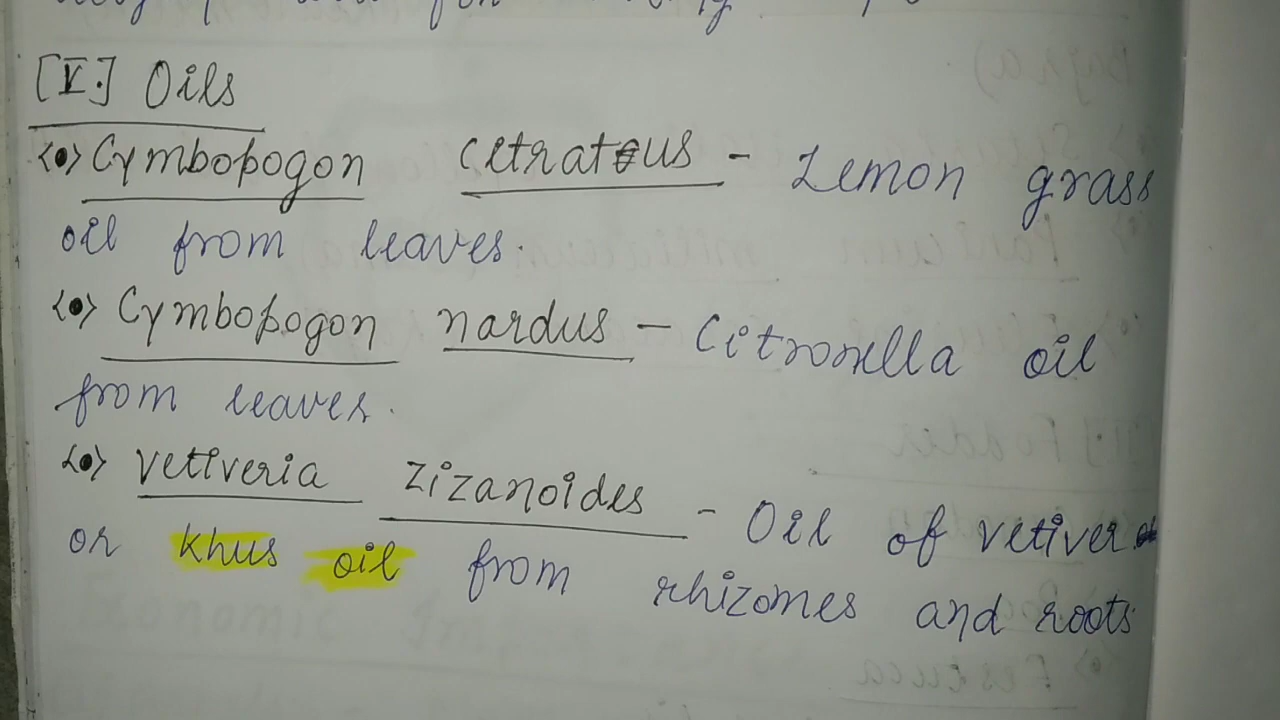 [V.] Oils
<•> Cymbopogon citratus - Lemon grass
oil from leaves.
<•> Cymbopogon nardus - Citronella oil
from leaves.
<•> Vetiveria zizanoides - Oil of vetiver
or khus oil from rhizomes and roots